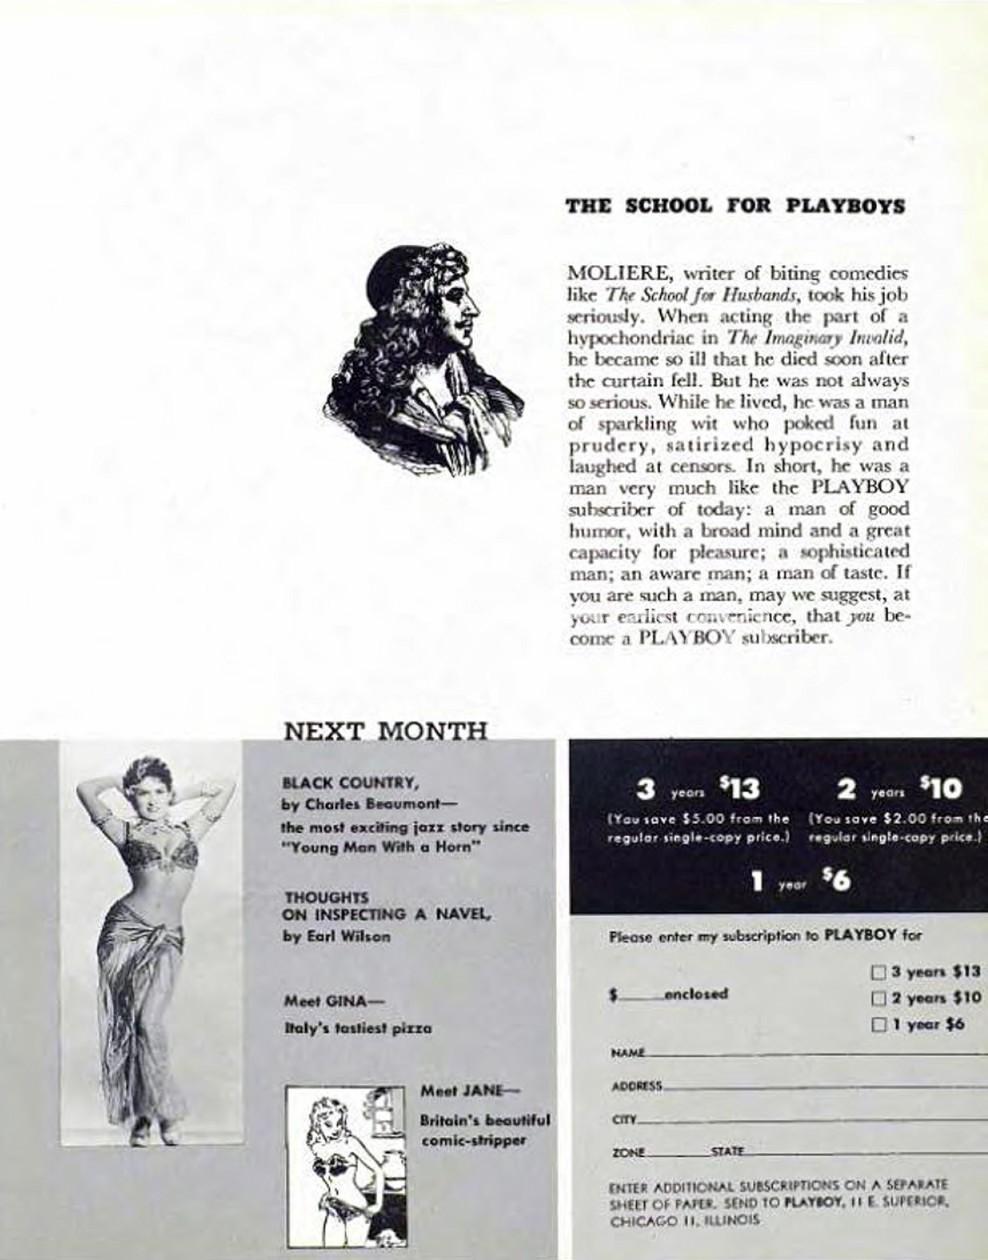 THE SCHOOL FOR PLAYBOYS
MOLIERE, writer of biting comedies
like The School for Husbands, took his job
seriously. When acting the part of a
hypochondriac in The Imaginary Invalid,
he became so ill that he died soon after
the curtain fell. But he was not always
so serious. While he lived, he was a man
of sparkling wit who poked fun at
prudery, satirized hypocrisy and
laughed at censors. In short, he was a
man very much like the PLAYBOY
subscriber of today: a man of good
humor, with a broad mind and a great
capacity for pleasure; a sophisticated
man; an aware man; a man of taste. If
you are such a man, may we suggest, at
your earliest convenience, that you be-
come a PLAYBOY subscriber.
NEXT MONTH
BLACK COUNTRY,
by Charles Beaumont—
the most exciting jazz story since
"Young Man With a Horn"
THOUGHTS
ON INSPECTING A NAVEL,
by Earl Wilson
Meet GINA—
Italy's tastiest pizza
Meet JANE—
Britain's beautiful
comic-stripper
3 years $13
(You save $5.00 from the
regular single-copy price.)
2 years $10
(You save $2.00 from the
regular single-copy price.)
1 year $6
Please enter my subscription to PLAYBOY for
$ enclosed
3 years $13
2 years $10
1 year $6
NAME
ADDRESS
CITY
ZONE STATE
ENTER ADDITIONAL SUBSCRIPTIONS ON A SEPARATE
SHEET OF PAPER. SEND TO PLAYBOY, 11 E. SUPERIOR,
CHICAGO 11, ILLINOIS